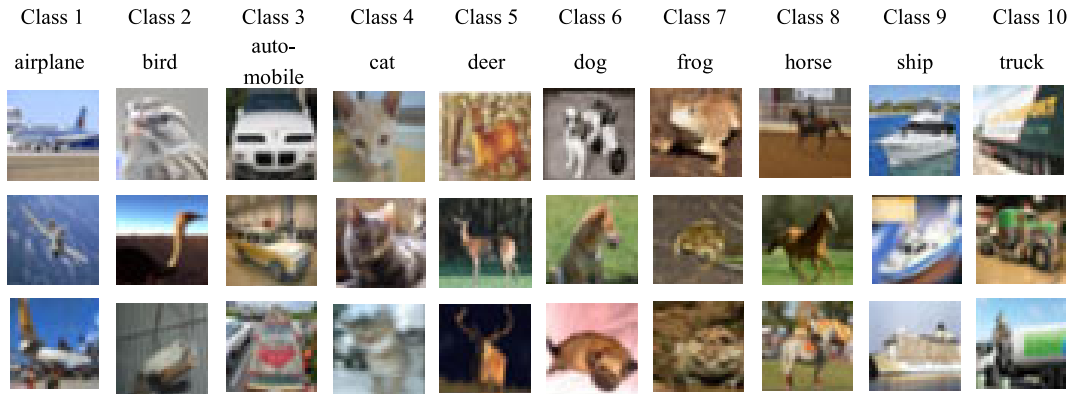 Class 1 Class 2 Class 3 Class 4 Class 5 Class 6 Class 7 Class 8 Class 9 Class 10
airplane bird auto-
mobile cat deer dog frog horse ship truck